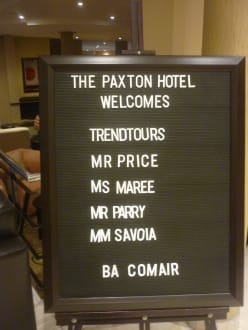 THE PAXTON HOTEL
WELCOMES
TRENDTOURS
MR PRICE
MS MAREE
MR PARRY
MM SAVOIA
BA COMAIR